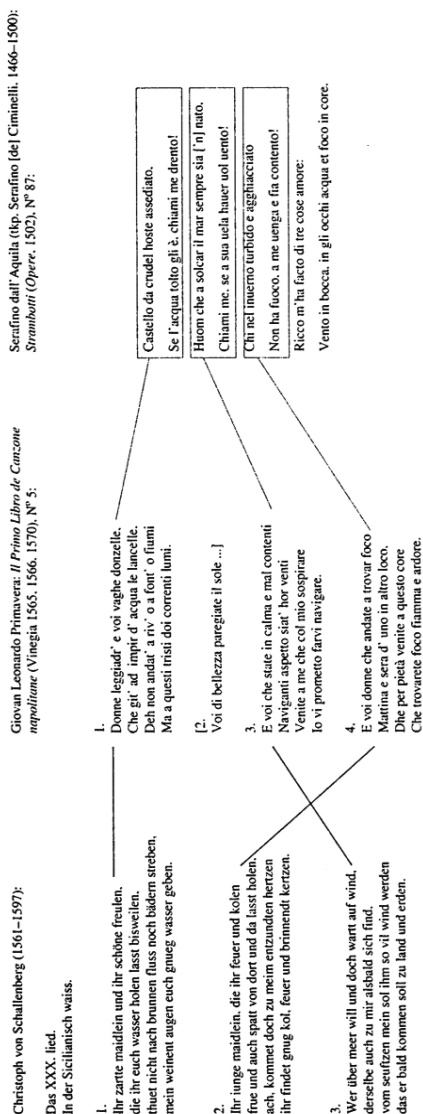 Christoph von Schallenberg (1561–1597):
Das XXX. lied.
In der Sicilianisch waiss.
1.
Ihr zartte maidlein und ihr schöne freulen,
die ihr euch wasser holen lasst bisweilen.
thuet nicht nach brunnen fluss noch bädern streben,
mein weinent augen euch gnueg wasser geben.
2.
Ihr iunge maidlein, die ihr feuer und kolen
frue und auch spatt von dort und da lasst holen,
ach, kommet doch zu meim entzundten hertzen
ihr findet gnug kol, feuer und brinnendt kertzen.
3.
Wer über meer will und doch wartt auf wind,
derselbe auch zu mir alsbald sich find.
vom seuftzen mein sol ihm so vil wind werden
das er bald kommen soll zu land und erden.
Giovan Leonardo Primavera: Il Primo Libro de Canzone
napolitane (Vinegia 1565, 1566, 1570), N° 5:
1.
Donne leggiadr' e voi vaghe donzelle.
Che git' ad impir d' acqua le lancelle.
Deh non andat' a riv' o a font' o fiumi
Ma a questi tristi doi correnti lumi.
[2.
Voi di bellezza paregiate il sole ...]
3.
E voi che state in calma e mal contenti
Naviganti aspetto siat' hor venti
Venite a me che col mio sospirare
Io vi prometto farvi navigare.
4.
E voi donne che andate a trovar foco
Mattina e sera d' uno in altro loco.
Dhe per pietà venite a questo core
Che trovarete foco fiamma e ardore.
Serafino dall'Aquila (tkp. Serafino [de] Ciminelli, 1466–1500):
Strambotti (Opere, 1502), N° 87:
Castello da crudel hoste assediato.
Se l'acqua tolto gli è, chiami me drento!
Huom che a solcar il mar sempre sia ['n] nato.
Chiami me, se a sua uela hauer uol uento!
Chi nel inuerno turbido e agghiacciato
Non ha fuoco, a me uenga e fia contento!
Ricco m'ha facto di tre cose amore:
Vento in bocca, in gli occhi acqua et foco in core.